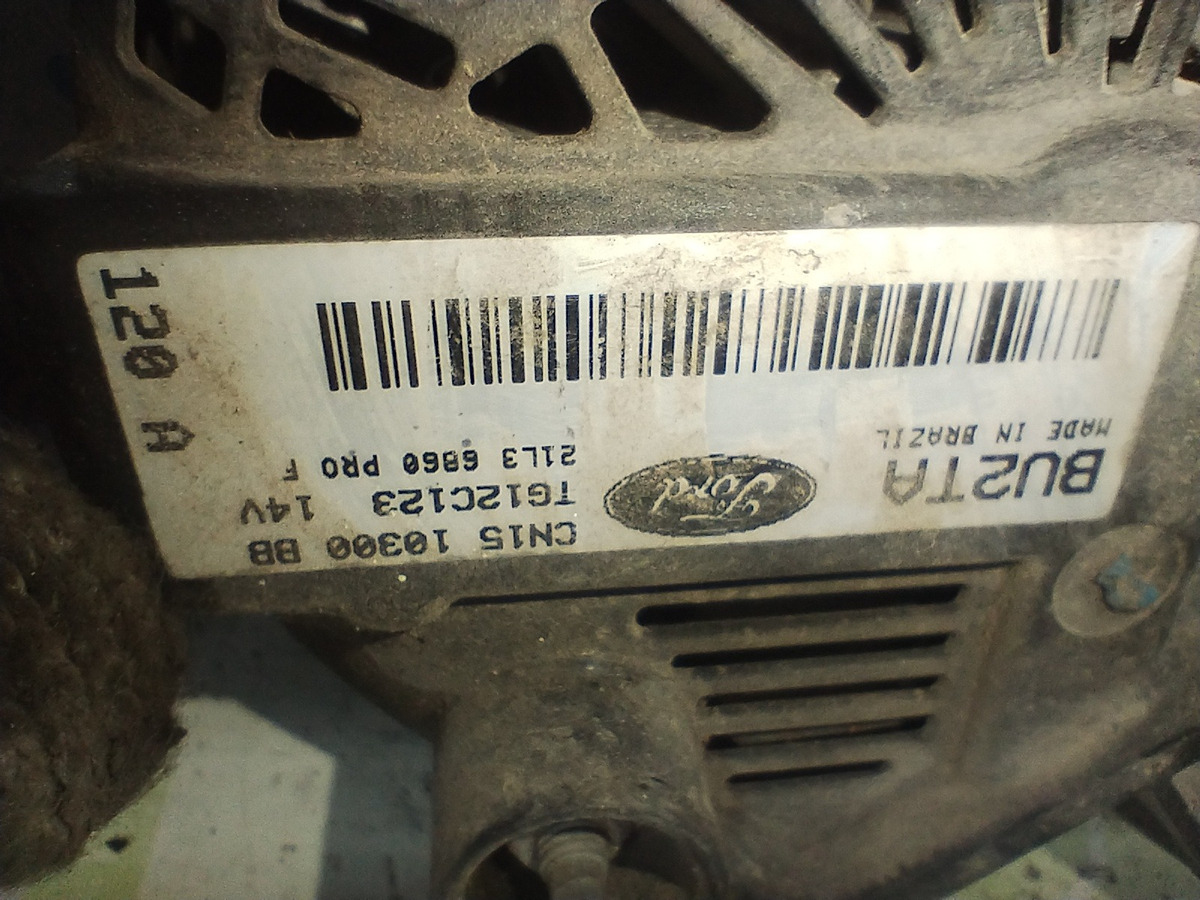 BU2TA
MADE IN BRAZIL
Ford
CN15 10300 BB
TG12C123 14V
21L3 6860 PRO F
120 A